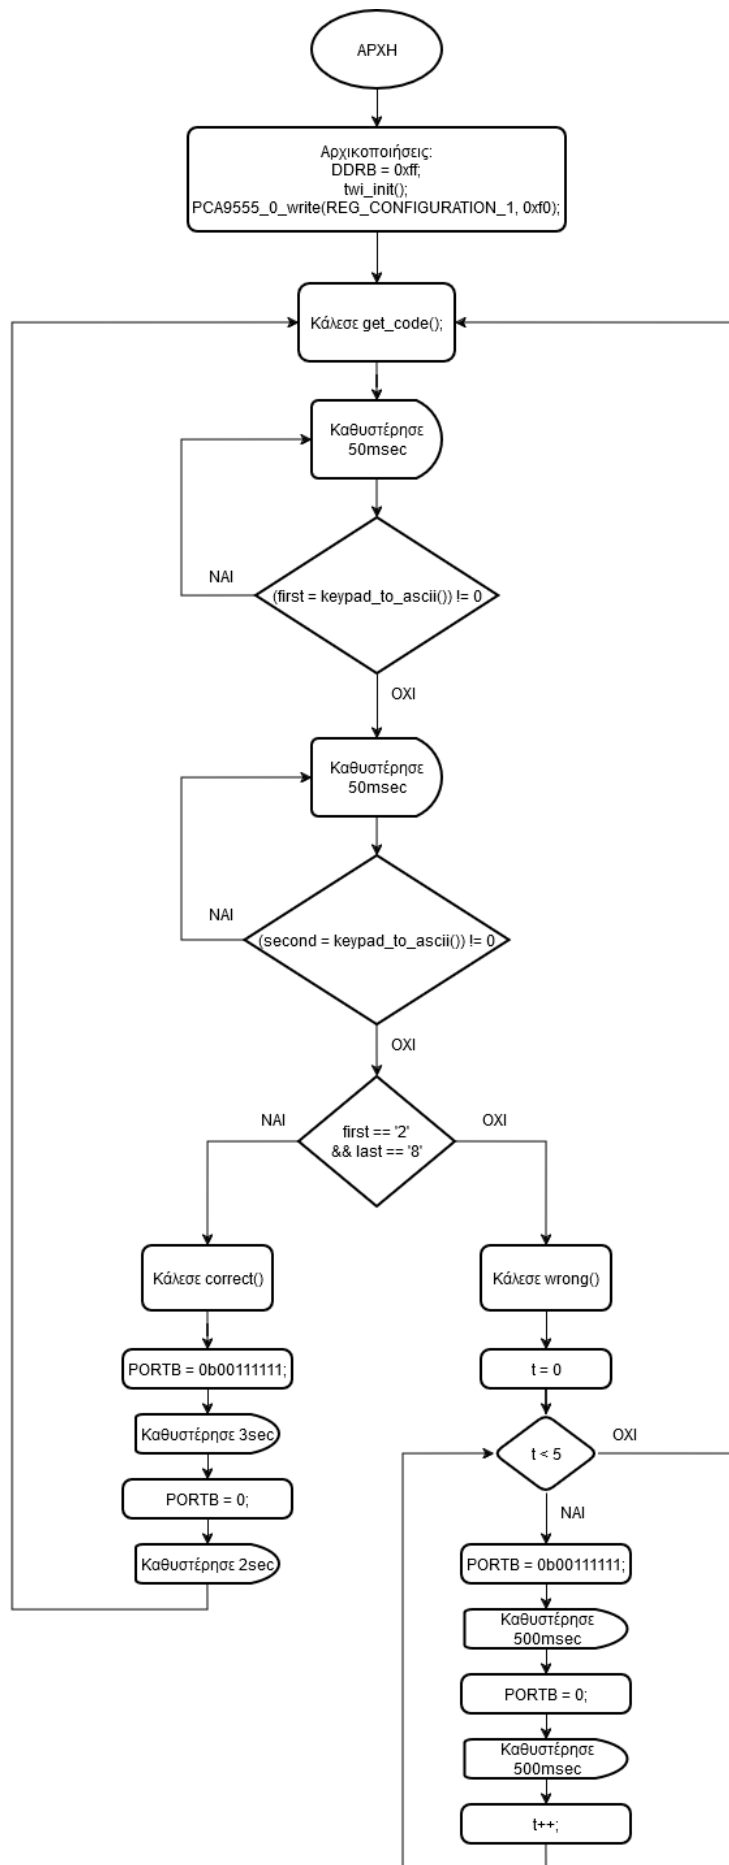 ΑΡΧΗ
Αρχικοποιήσεις:
DDRB = 0xff;
twi_init();
PCA9555_0_write(REG_CONFIGURATION_1, 0xf0);
Κάλεσε get_code();
Καθυστέρησε
50msec
ΝΑΙ
(first = keypad_to_ascii()) != 0
ΟΧΙ
Καθυστέρησε
50msec
ΝΑΙ
(second = keypad_to_ascii()) != 0
ΟΧΙ
ΝΑΙ
first == '2'
&& last == '8'
ΟΧΙ
Κάλεσε correct()
PORTB = 0b00111111;
Καθυστέρησε 3sec
PORTB = 0;
Καθυστέρησε 2sec
Κάλεσε wrong()
t = 0
t < 5
ΟΧΙ
ΝΑΙ
PORTB = 0b00111111;
Καθυστέρησε
500msec
PORTB = 0;
Καθυστέρησε
500msec
t++;